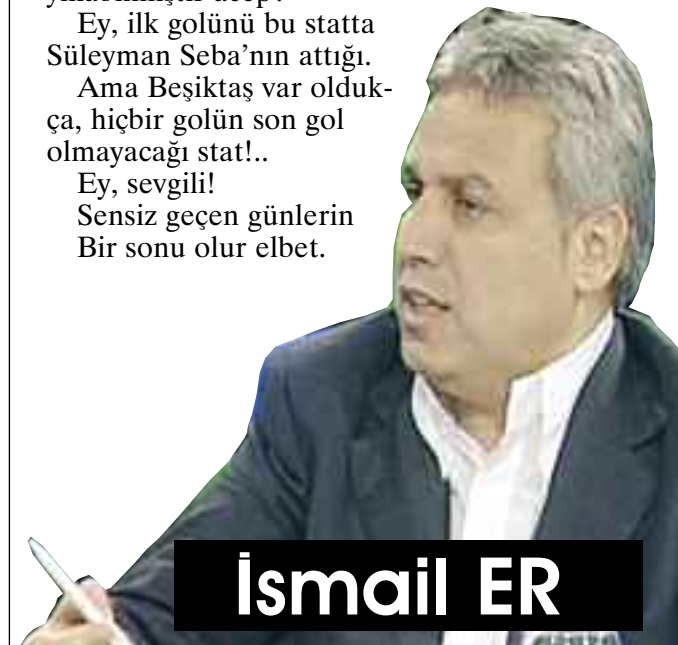 Ey, ilk golünü bu statta
Süleyman Seba’nın attığı.
Ama Beşiktaş var olduk-
ça, hiçbir golün son gol
olmayacağı stat!..
Ey, sevgili!
Sensiz geçen günlerin
Bir sonu olur elbet.
İsmail ER